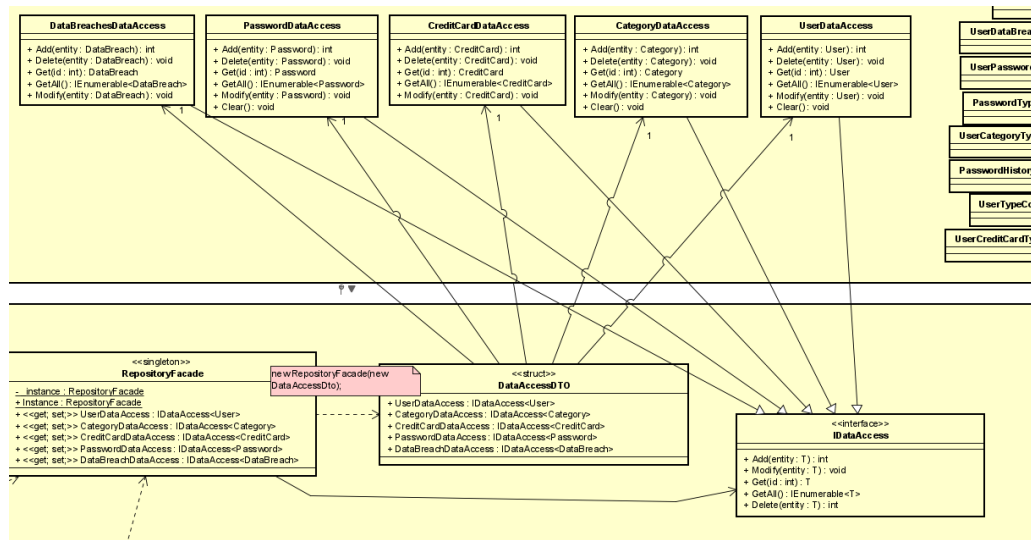 DataBreachesDataAccess
+ Add(entity : DataBreach) : int
+ Delete(entity : DataBreach) : void
+ Get(id : int) : DataBreach
+ GetAll() : IEnumerable<DataBreach>
+ Modify(entity : DataBreach) : void
PasswordDataAccess
+ Add(entity : Password) : int
+ Delete(entity : Password) : void
+ Get(id : int) : Password
+ GetAll() : IEnumerable<Password>
+ Modify(entity : Password) : void
+ Clear() : void
CreditCardDataAccess
+ Add(entity : CreditCard) : int
+ Delete(entity : CreditCard) : void
+ Get(id : int) : CreditCard
+ GetAll() : IEnumerable<CreditCard>
+ Modify(entity : CreditCard) : void
CategoryDataAccess
+ Add(entity : Category) : int
+ Delete(entity : Category) : void
+ Get(id : int) : Category
+ GetAll() : IEnumerable<Category>
+ Modify(entity : Category) : void
+ Clear() : void
UserDataAccess
+ Add(entity : User) : int
+ Delete(entity : User) : void
+ Get(id : int) : User
+ GetAll() : IEnumerable<User>
+ Modify(entity : User) : void
+ Clear() : void
UserDataBrea
UserPassword
PasswordTyp
UserCategoryTy
PasswordHistory
UserTypeCo
UserCreditCardTy
1
1
1
1
1
<<singleton>>
RepositoryFacade
- _instance : RepositoryFacade
+ Instance : RepositoryFacade
+ <<get; set;>> UserDataAccess : IDataAccess<User>
+ <<get; set;>> CategoryDataAccess : IDataAccess<Category>
+ <<get; set;>> CreditCardDataAccess : IDataAccess<CreditCard>
+ <<get; set;>> PasswordDataAccess : IDataAccess<Password>
+ <<get; set;>> DataBreachDataAccess : IDataAccess<DataBreach>
newRepositoryFacade(new
DataAccessDto);
<<struct>>
DataAccessDTO
+ UserDataAccess : IDataAccess<User>
+ CategoryDataAccess : IDataAccess<Category>
+ CreditCardDataAccess : IDataAccess<CreditCard>
+ PasswordDataAccess : IDataAccess<Password>
+ DataBreachDataAccess : IDataAccess<DataBreach>
<<interface>>
IDataAccess
+ Add(entity : T) : int
+ Modify(entity : T) : void
+ Get(id : int) : T
+ GetAll() : IEnumerable<T>
+ Delete(entity : T) : int